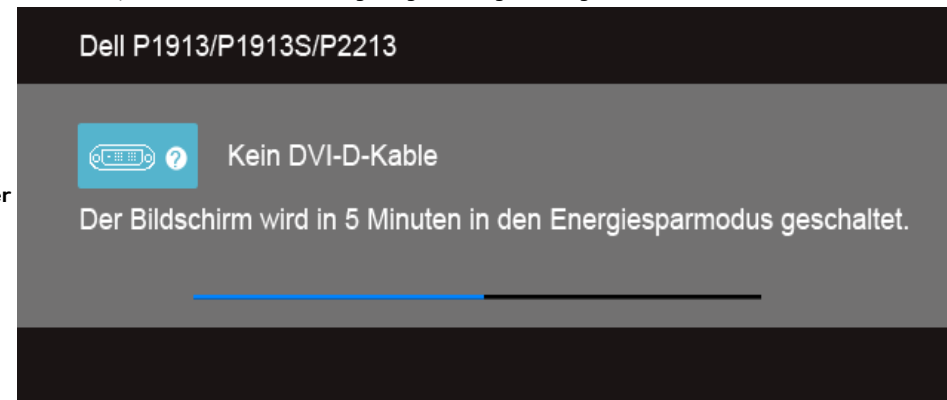 Dell P1913/P1913S/P2213
Kein DVI-D-Kable
Der Bildschirm wird in 5 Minuten in den Energiesparmodus geschaltet.